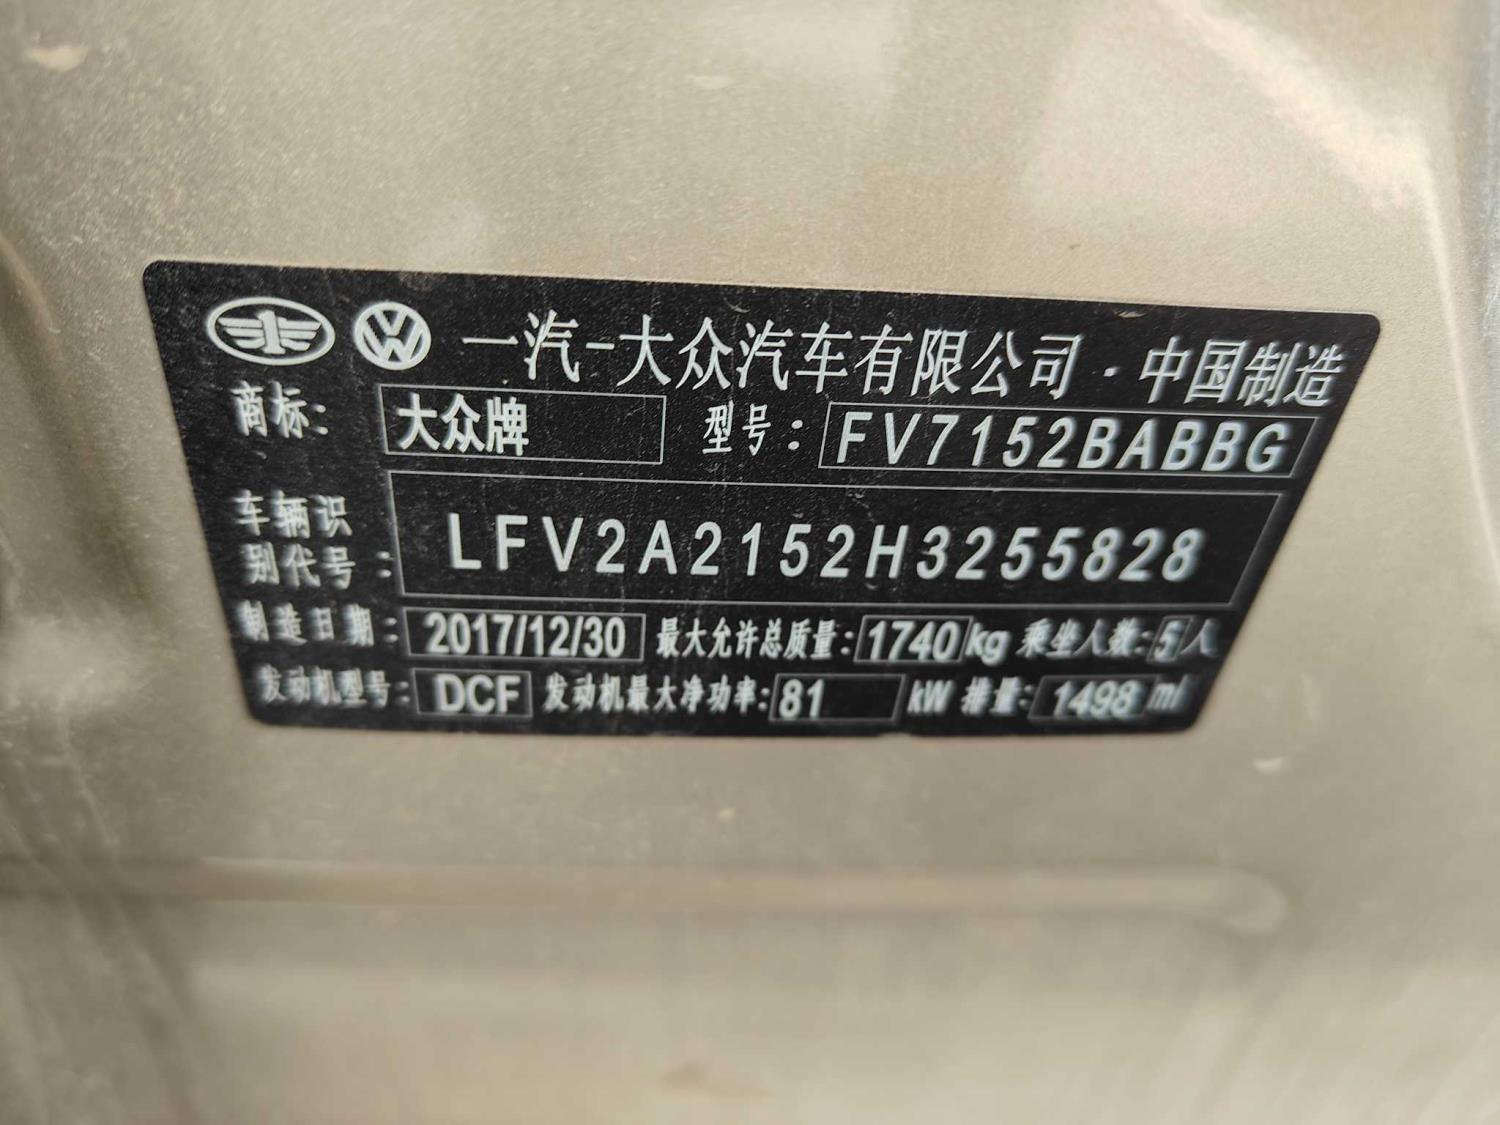 一汽-大众汽车有限公司·中国制造
商标: 大众牌 型号: FV7152BABBG
车辆识别代号: LFV2A2152H3255828
制造日期: 2017/12/30 最大允许总质量: 1740kg 乘坐人数: 5人
发动机型号: DCF 发动机最大净功率: 81 kW 排量: 1498 ml